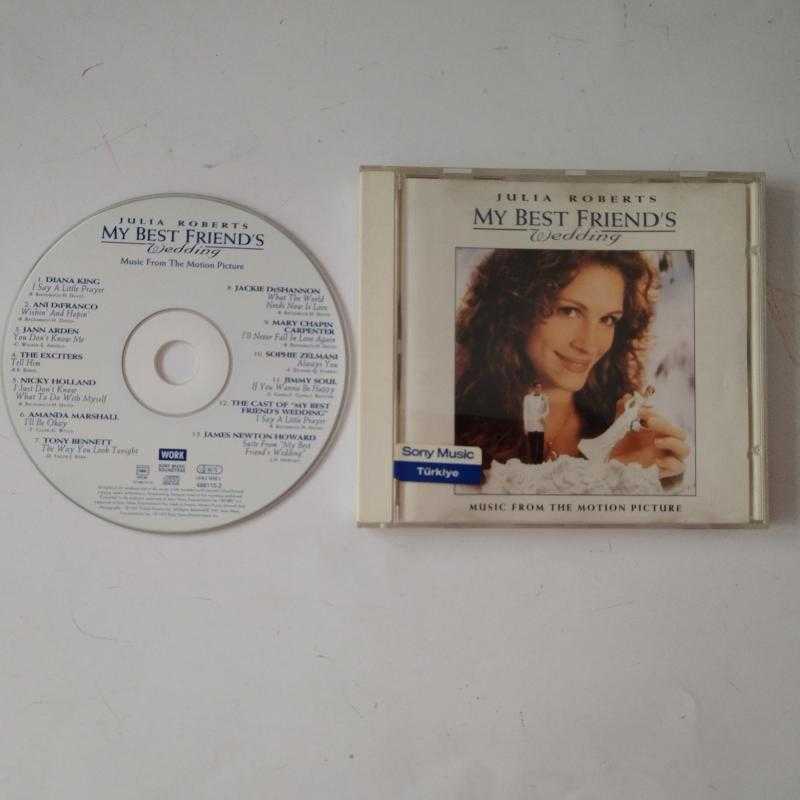 JULIA ROBERTS
MY BEST FRIEND'S
Wedding
Music From The Motion Picture
1. DIANA KING
I Say A Little Prayer
2. ANI DiFRANCO
Wishin' And Hopin'
3. JANN ARDEN
You Don't Know Me
4. THE EXCITERS
Tell Him
5. NICKY HOLLAND
I Just Don't Know
What To Do With Myself
6. AMANDA MARSHALL
I'll Be Okay
7. TONY BENNETT
The Way You Look Tonight
8. JACKIE DeSHANNON
What The World
Needs Now Is Love
9. MARY CHAPIN
CARPENTER
I'll Never Fall In Love Again
10. SOPHIE ZELMANI
Always You
11. JIMMY SOUL
If You Wanna Be Happy
12. THE CAST OF "MY BEST
FRIEND'S WEDDING"
I Say A Little Prayer
13. JAMES NEWTON HOWARD
Suite From "My Best
Friend's Wedding"
WORK
SONY MUSIC
SOUNDTRAX
488115 2
JULIA ROBERTS
MY BEST FRIEND'S
Wedding
Sony Music
Türkiye
MUSIC FROM THE MOTION PICTURE